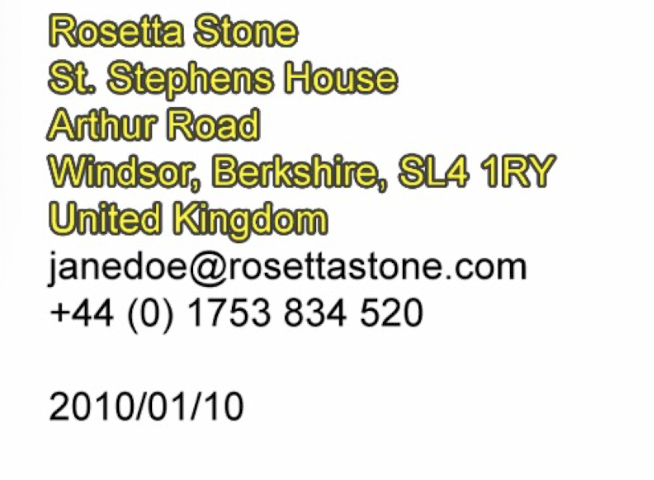 Rosetta Stone
St. Stephens House
Arthur Road
Windsor, Berkshire, SL4 1RY
United Kingdom
janedoe@rosettastone.com
+44 (0) 1753 834 520
2010/01/10